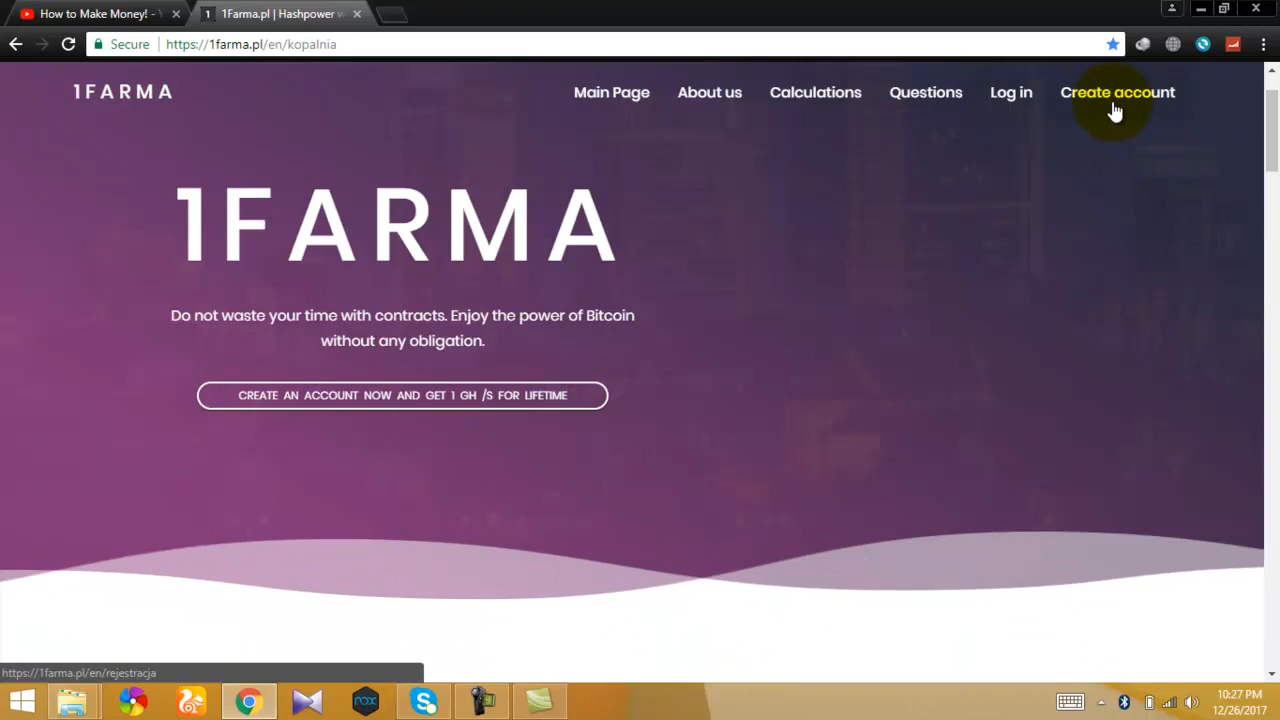 How to Make Money! -
1 1Farma.pl | Hashpower w
Secure https://1farma.pl/en/kopalnia
1FARMA
Main Page About us Calculations Questions Log in Create account
1FARMA
Do not waste your time with contracts. Enjoy the power of Bitcoin
without any obligation.
CREATE AN ACCOUNT NOW AND GET 1 GH /S FOR LIFETIME
https://1farma.pl/en/rejestracja
nox
10:27 PM
12/26/2017